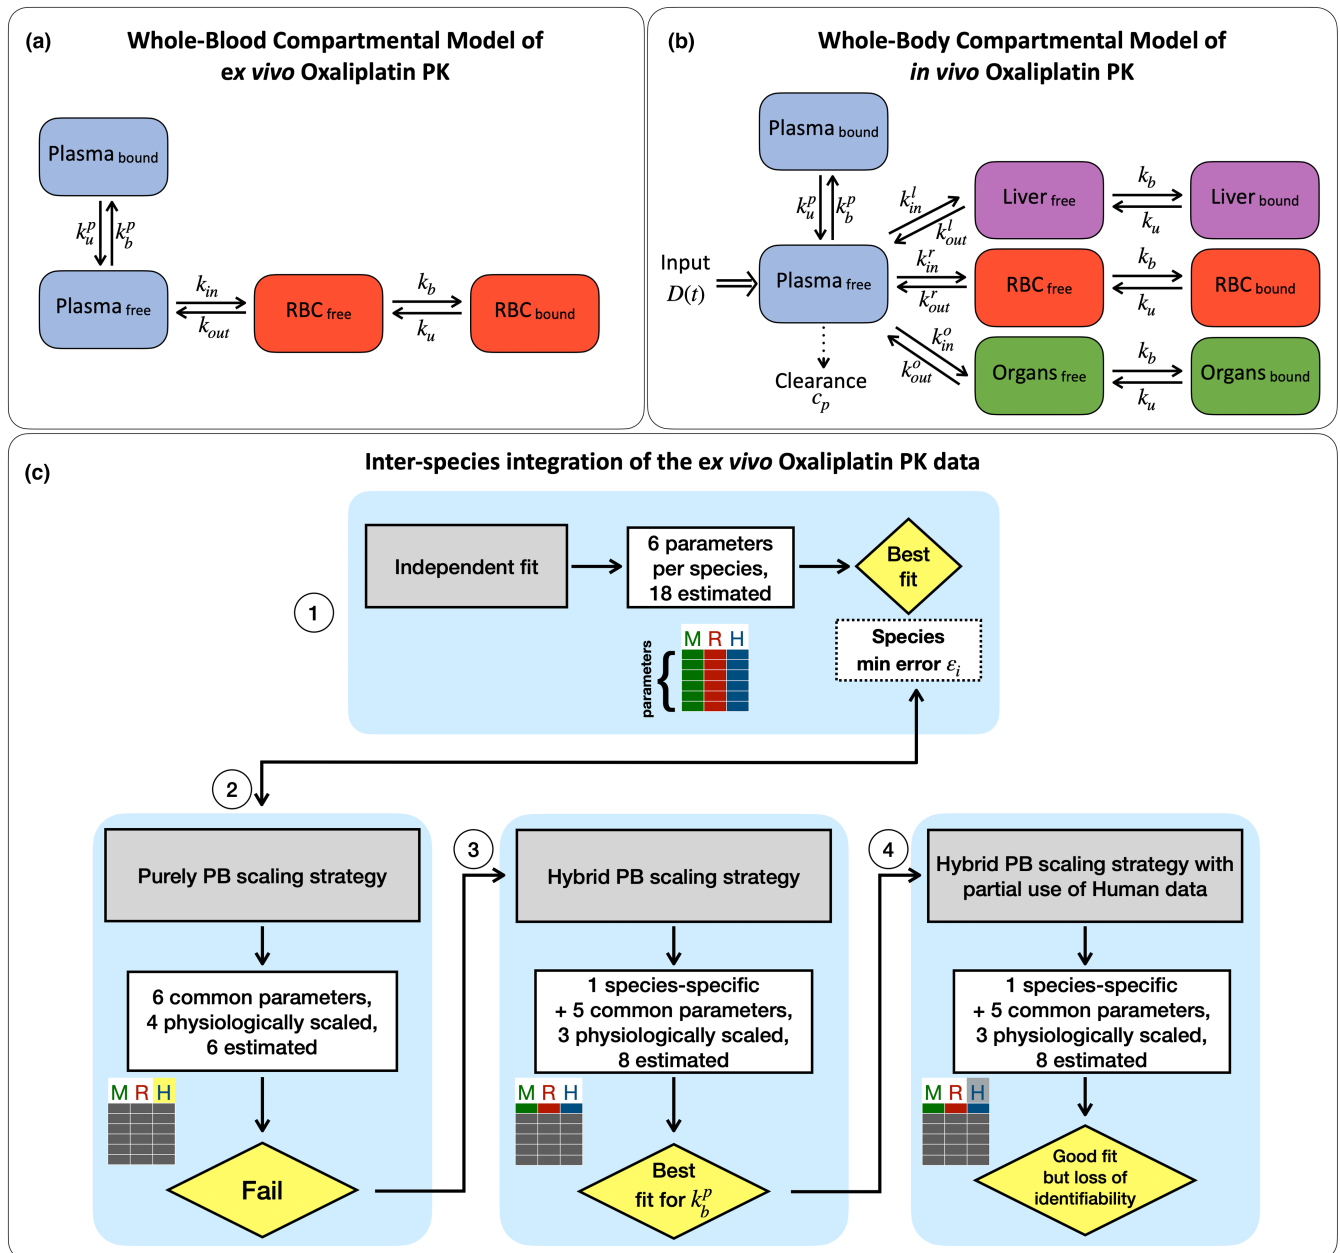 (a)
Whole-Blood Compartmental Model of
ex vivo Oxaliplatin PK
Plasma bound
k_u^p k_b^p
Plasma free
k_in
k_out
RBC free
k_b
k_u
RBC bound
(b)
Whole-Body Compartmental Model of
in vivo Oxaliplatin PK
Plasma bound
k_u^p k_b^p
Input
D(t)
Plasma free
Clearance
c_p
k_in^l
k_out^l
Liver free
k_b
k_u
Liver bound
k_in^r
k_out^r
RBC free
k_b
k_u
RBC bound
k_in^o
k_out^o
Organs free
k_b
k_u
Organs bound
(c)
Inter-species integration of the ex vivo Oxaliplatin PK data
1
Independent fit
6 parameters
per species,
18 estimated
Best
fit
Species
min error ε_i
parameters {
M R H
2
Purely PB scaling strategy
6 common parameters,
4 physiologically scaled,
6 estimated
M R H
Fail
3
Hybrid PB scaling strategy
1 species-specific
+ 5 common parameters,
3 physiologically scaled,
8 estimated
M R H
Best
fit for k_b^p
4
Hybrid PB scaling strategy with
partial use of Human data
1 species-specific
+ 5 common parameters,
3 physiologically scaled,
8 estimated
M R H
Good fit
but loss of
identifiability